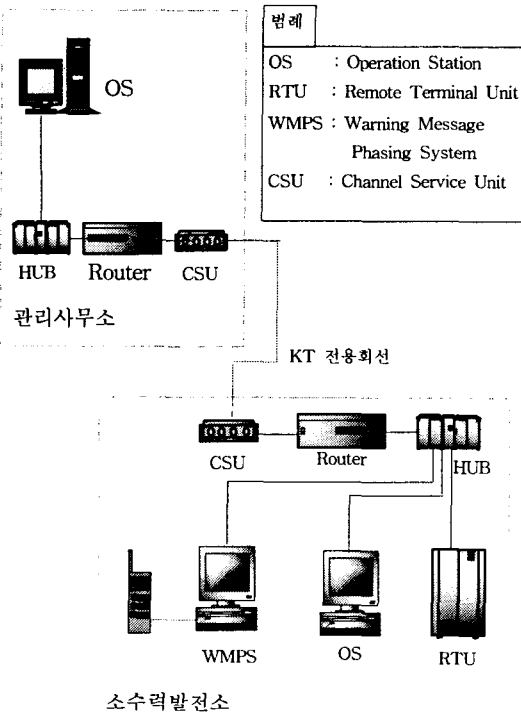 범례
OS : Operation Station
RTU : Remote Terminal Unit
WMPS : Warning Message
Phasing System
CSU : Channel Service Unit
OS
HUB Router CSU
관리사무소
KT 전용회선
CSU Router HUB
WMPS OS RTU
소수력발전소